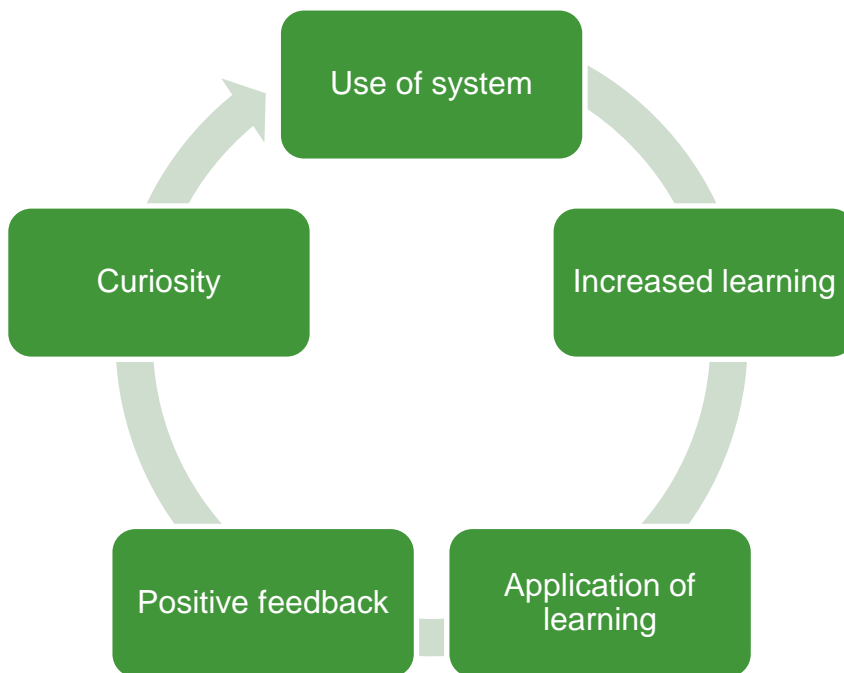 Use of system
Increased learning
Application of
learning
Positive feedback
Curiosity